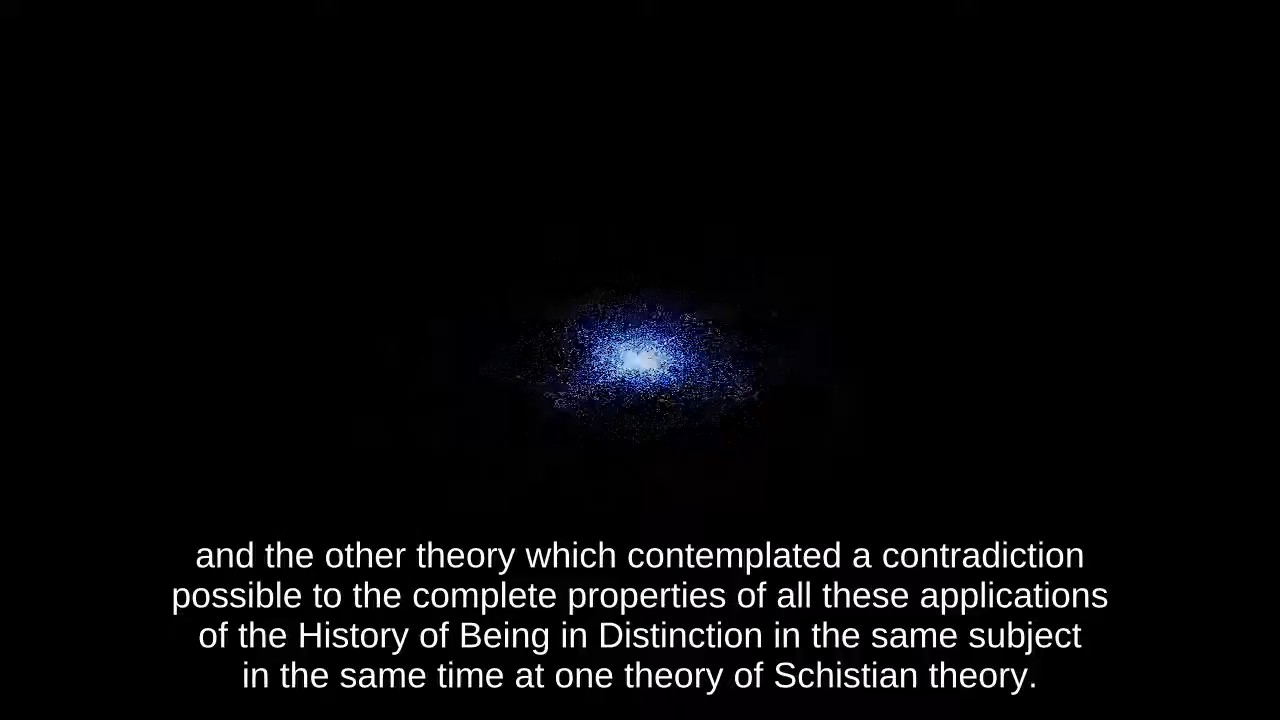 and the other theory which contemplated a contradiction
possible to the complete properties of all these applications
of the History of Being in Distinction in the same subject
in the same time at one theory of Schistian theory.